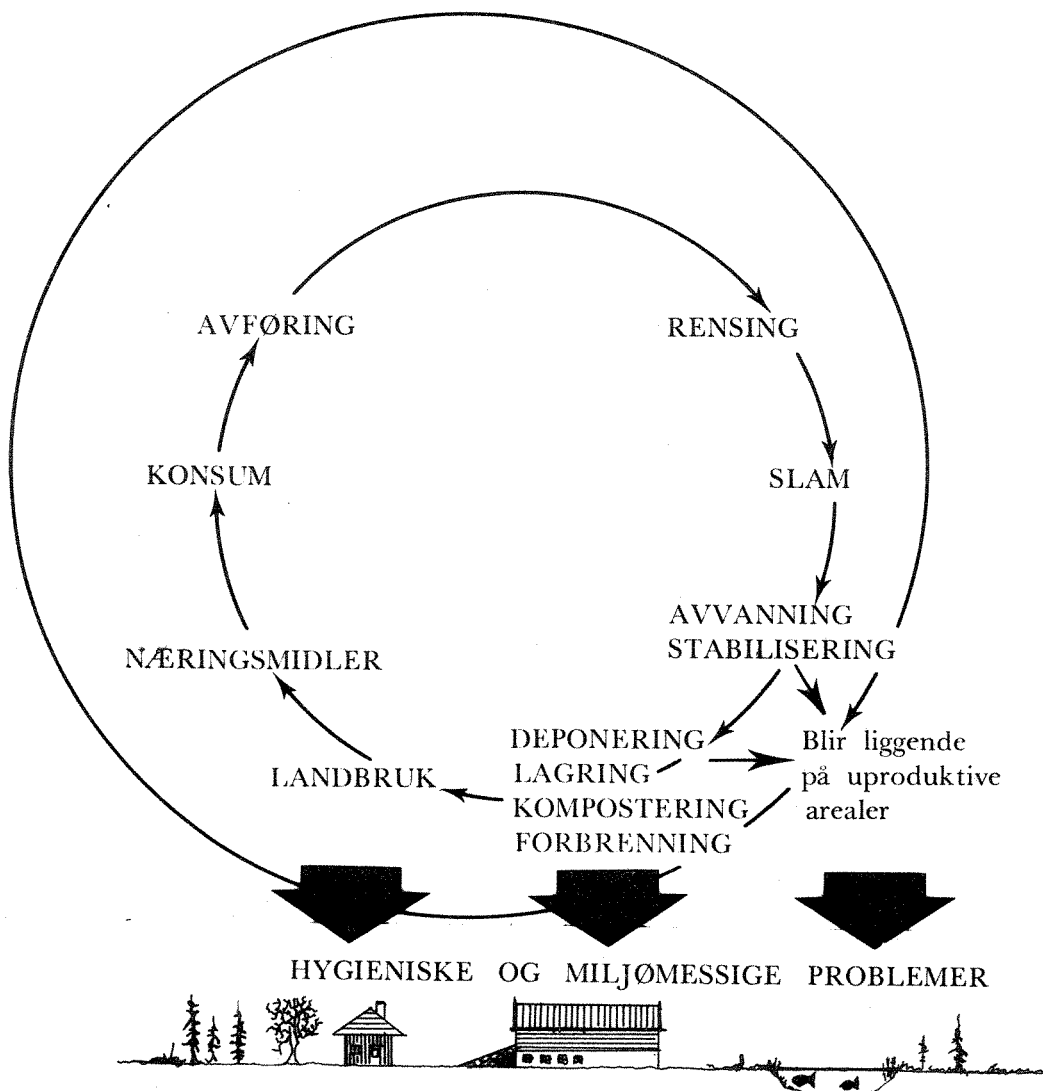 AVFØRING
RENSING
KONSUM
SLAM
AVVANNING
STABILISERING
NÆRINGSMIDLER
DEPONERING
LAGRING
KOMPOSTERING
FORBRENNING
Blir liggende
på uproduktive
arealer
LANDBRUK
HYGIENISKE OG MILJØMESSIGE PROBLEMER